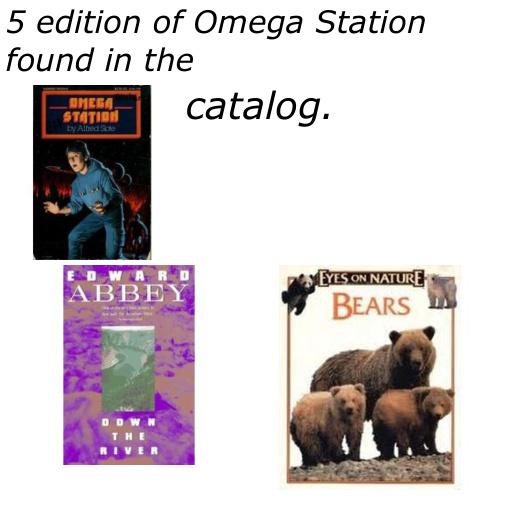 5 edition of Omega Station
found in the
catalog.
OMEGA
STATION
by Alfred Slote
EDWARD
ABBEY
DOWN
THE
RIVER
EYES ON NATURE
BEARS